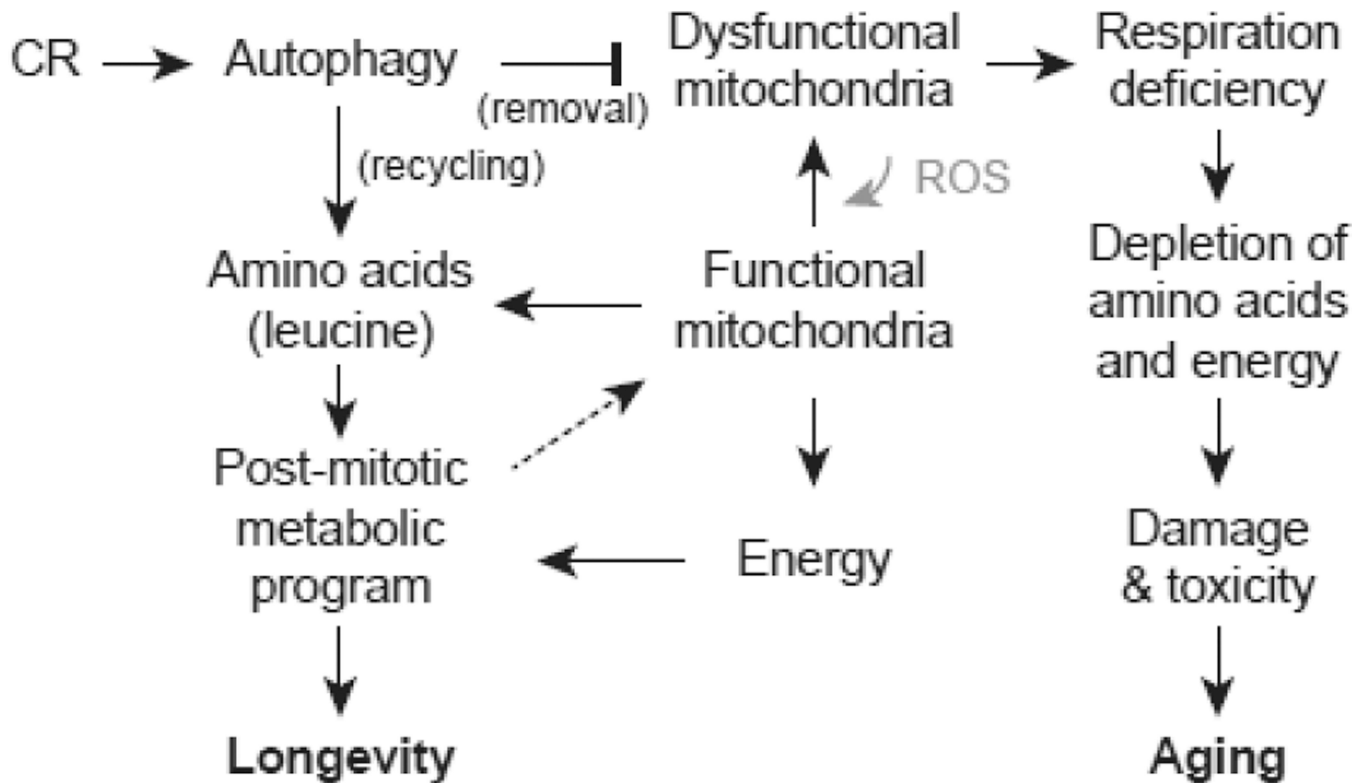 CR
Autophagy
(removal)
Dysfunctional
mitochondria
Respiration
deficiency
(recycling)
ROS
Amino acids
(leucine)
Functional
mitochondria
Depletion of
amino acids
and energy
Post-mitotic
metabolic
program
Energy
Damage
& toxicity
Longevity
Aging